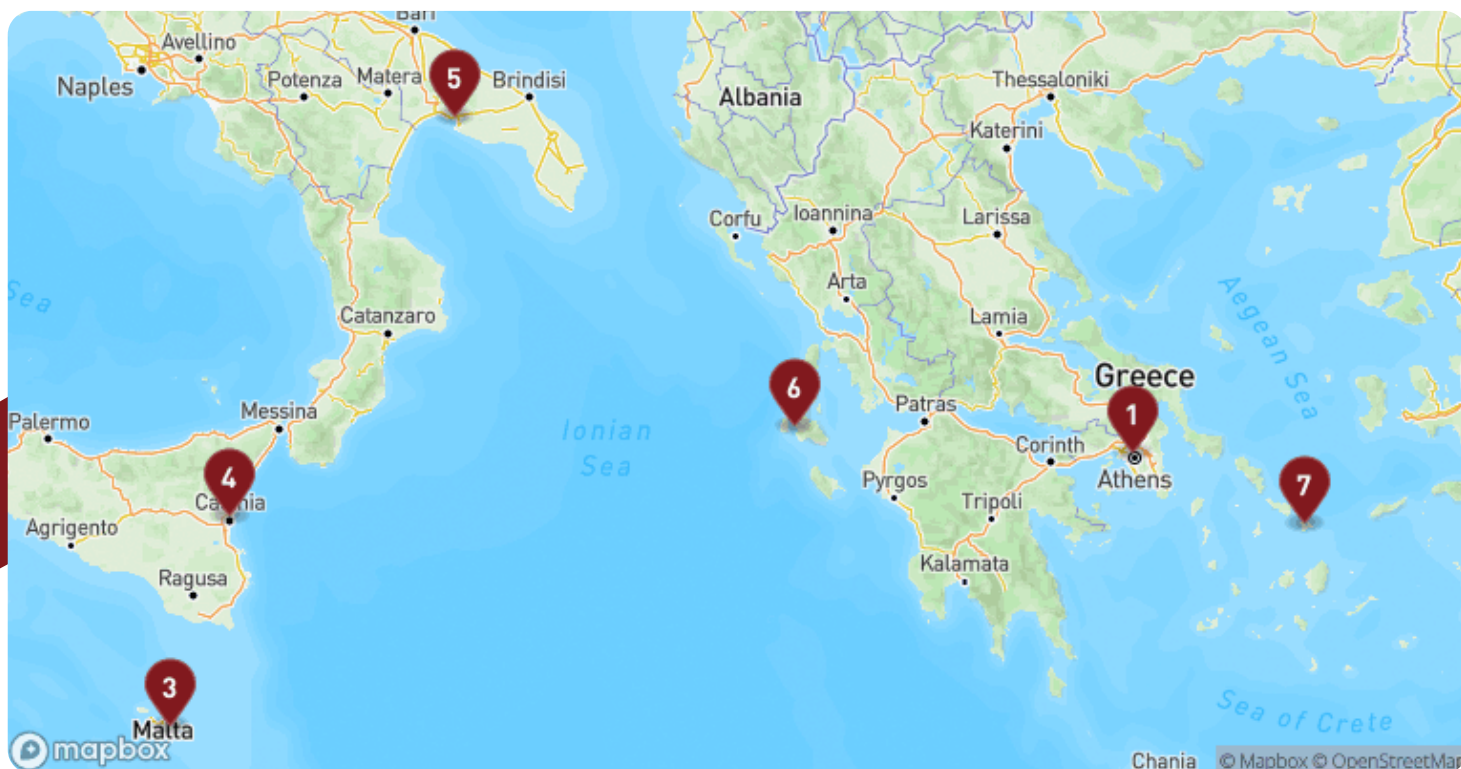 Bari
Avellino
Naples
Potenza
Matera
5
Brindisi
Albania
Thessaloniki
Katerini
Corfu
Ioannina
Larissa
Arta
Sea
Catanzaro
Lamia
Aegean Sea
Greece
6
1
Palermo
Messina
Ionian
Sea
Patras
Corinth
Athens
4
Catania
Pyrgos
Tripoli
7
Agrigento
Ragusa
Kalamata
3
Malta
Sea of Crete
mapbox
Chania
© Mapbox © OpenStreetMap